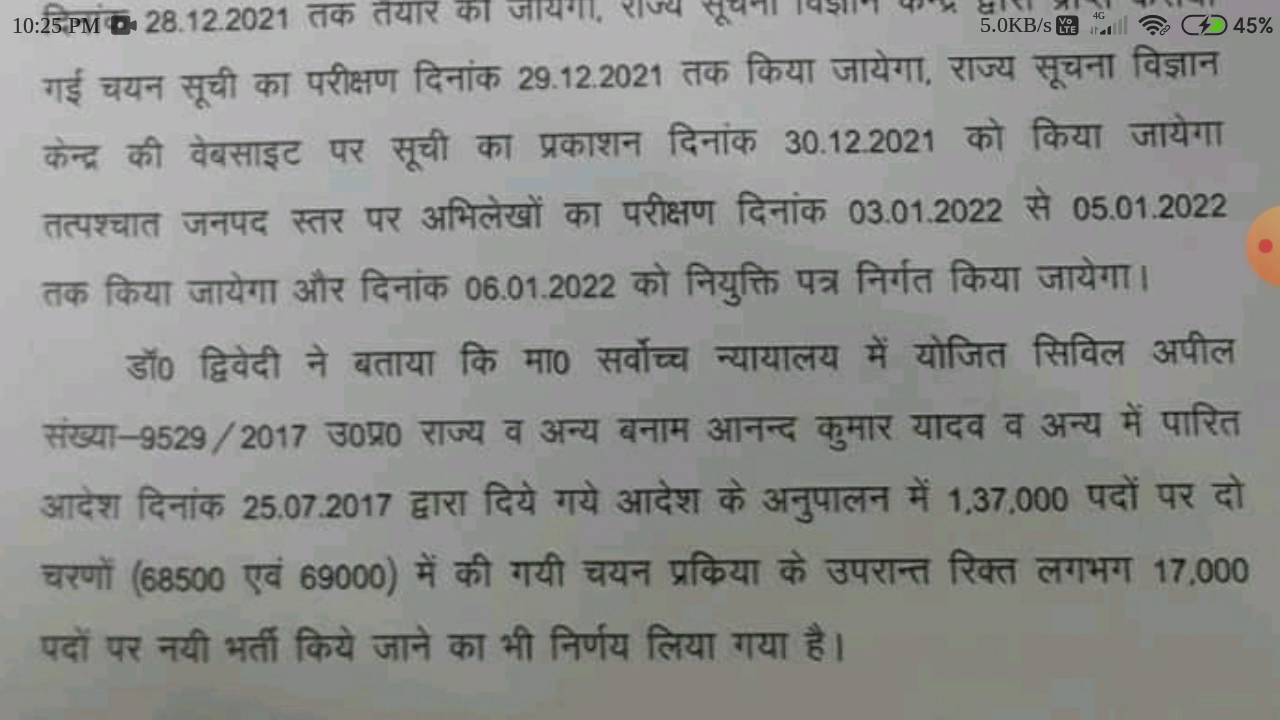 दिनांक 28.12.2021 तक तैयार की जायेगी, राज्य सूचना विज्ञान केन्द्र द्वारा प्राप्त
10:25 PM 5.0KB/s Vo LTE 4G 45%
गई चयन सूची का परीक्षण दिनांक 29.12.2021 तक किया जायेगा, राज्य सूचना विज्ञान
केन्द्र की वेबसाइट पर सूची का प्रकाशन दिनांक 30.12.2021 को किया जायेगा
तत्पश्चात जनपद स्तर पर अभिलेखों का परीक्षण दिनांक 03.01.2022 से 05.01.2022
तक किया जायेगा और दिनांक 06.01.2022 को नियुक्ति पत्र निर्गत किया जायेगा।
डॉ0 द्विवेदी ने बताया कि मा0 सर्वोच्च न्यायालय में योजित सिविल अपील
संख्या–9529/2017 उ0प्र0 राज्य व अन्य बनाम आनन्द कुमार यादव व अन्य में पारित
आदेश दिनांक 25.07.2017 द्वारा दिये गये आदेश के अनुपालन में 1,37,000 पदों पर दो
चरणों (68500 एवं 69000) में की गयी चयन प्रकिया के उपरान्त रिक्त लगभग 17,000
पदों पर नयी भर्ती किये जाने का भी निर्णय लिया गया है।